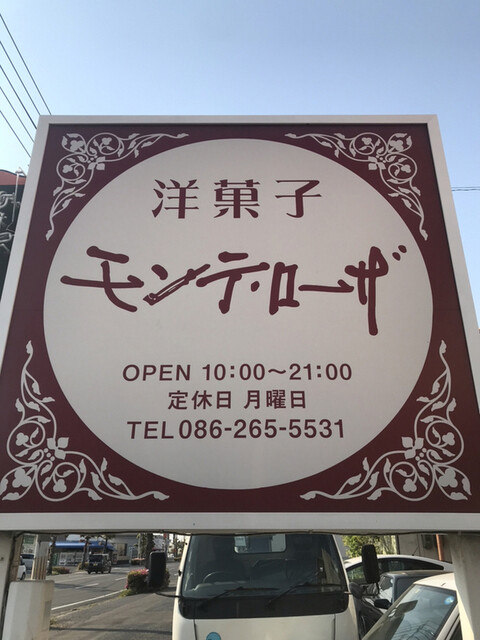 洋菓子
モンテ・ローザ
OPEN 10:00〜21:00
定休日 月曜日
TEL 086-265-5531